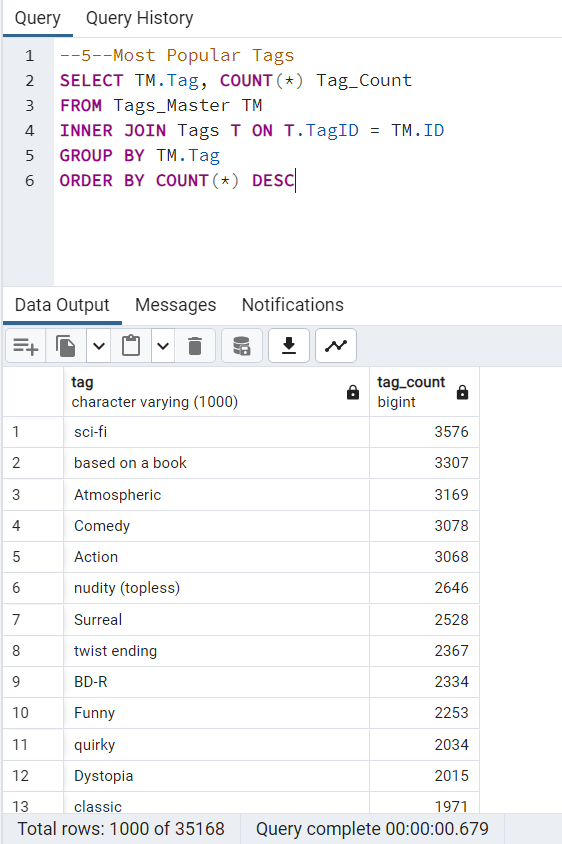 Query Query History
1 --5--Most Popular Tags
2 SELECT TM.Tag, COUNT(*) Tag_Count
3 FROM Tags_Master TM
4 INNER JOIN Tags T ON T.TagID = TM.ID
5 GROUP BY TM.Tag
6 ORDER BY COUNT(*) DESC
Data Output Messages Notifications
tag tag_count
character varying (1000) bigint
1 sci-fi 3576
2 based on a book 3307
3 Atmospheric 3169
4 Comedy 3078
5 Action 3068
6 nudity (topless) 2646
7 Surreal 2528
8 twist ending 2367
9 BD-R 2334
10 Funny 2253
11 quirky 2034
12 Dystopia 2015
13 classic 1971
Total rows: 1000 of 35168 Query complete 00:00:00.679